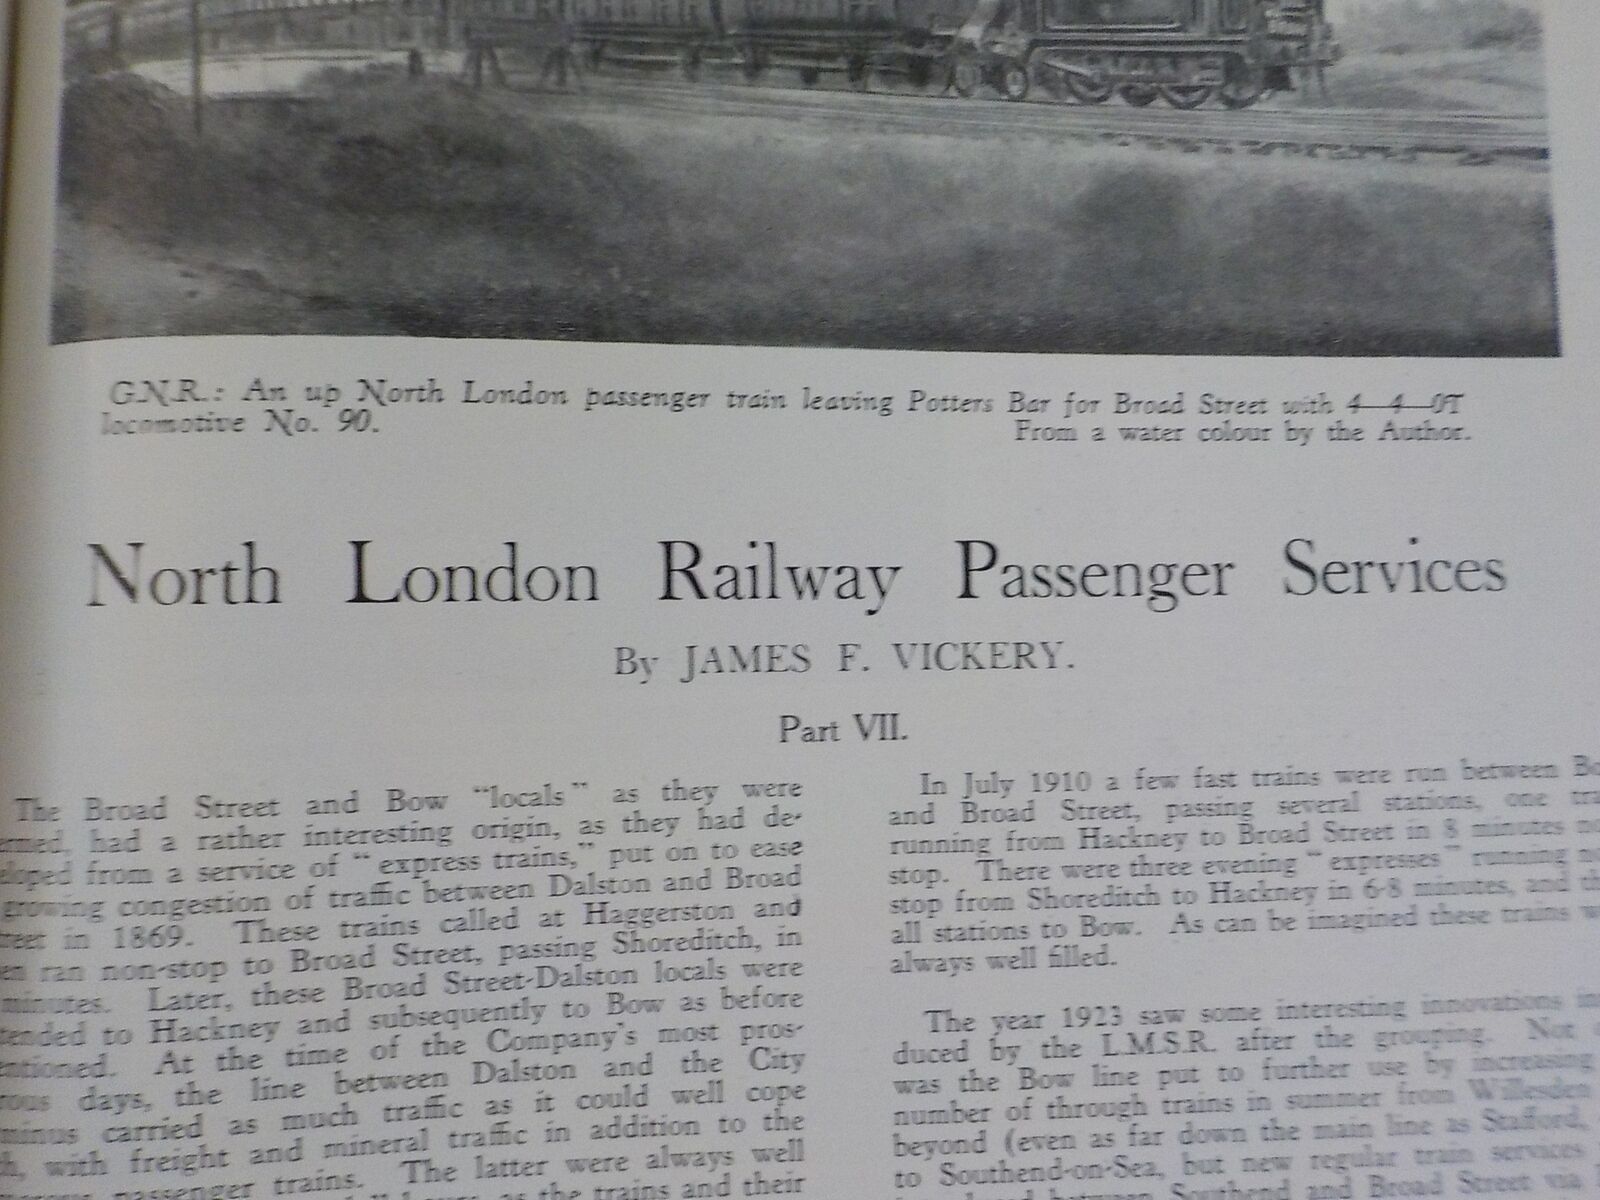 G.N.R.: An up North London passenger train leaving Potters Bar for Broad Street with 4—4—0T
locomotive No. 90.
From a water colour by the Author.
North London Railway Passenger Services
By JAMES F. VICKERY.
Part VII.
The Broad Street and Bow "locals" as they were
had a rather interesting origin, as they had de-
from a service of "express trains," put on to ease
growing congestion of traffic between Dalston and Broad
in 1869. These trains called at Haggerston and
ran non-stop to Broad Street, passing Shoreditch, in
minutes. Later, these Broad Street-Dalston locals were
to Hackney and subsequently to Bow as before
At the time of the Company's most pros-
days, the line between Dalston and the City
carried as much traffic as it could well cope
with freight and mineral traffic in addition to the
passenger trains. The latter were always well
as the trains and their
In July 1910 a few fast trains were run between
and Broad Street, passing several stations, one
running from Hackney to Broad Street in 8 minutes
stop. There were three evening "expresses" running
stop from Shoreditch to Hackney in 6-8 minutes, and
all stations to Bow. As can be imagined these trains
always well filled.
The year 1923 saw some interesting innovations
duced by the L.M.S.R. after the grouping. Not
was the Bow line put to further use by increasing
number of through trains in summer from Willesden
beyond (even as far down the main line as Stafford,
to Southend-on-Sea, but new regular train services
between Southend and Broad Street via